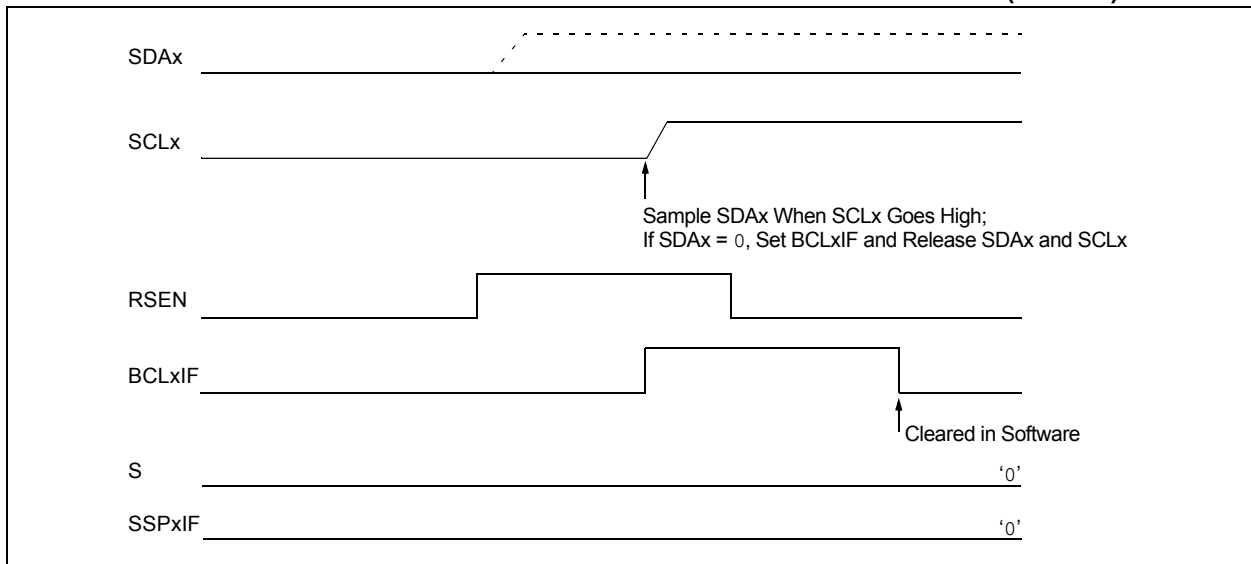 SDAx
SCLx
Sample SDAx When SCLx Goes High;
If SDAx = 0, Set BCLxIF and Release SDAx and SCLx
RSEN
BCLxIF
Cleared in Software
S
‘0’
SSPxIF
‘0’